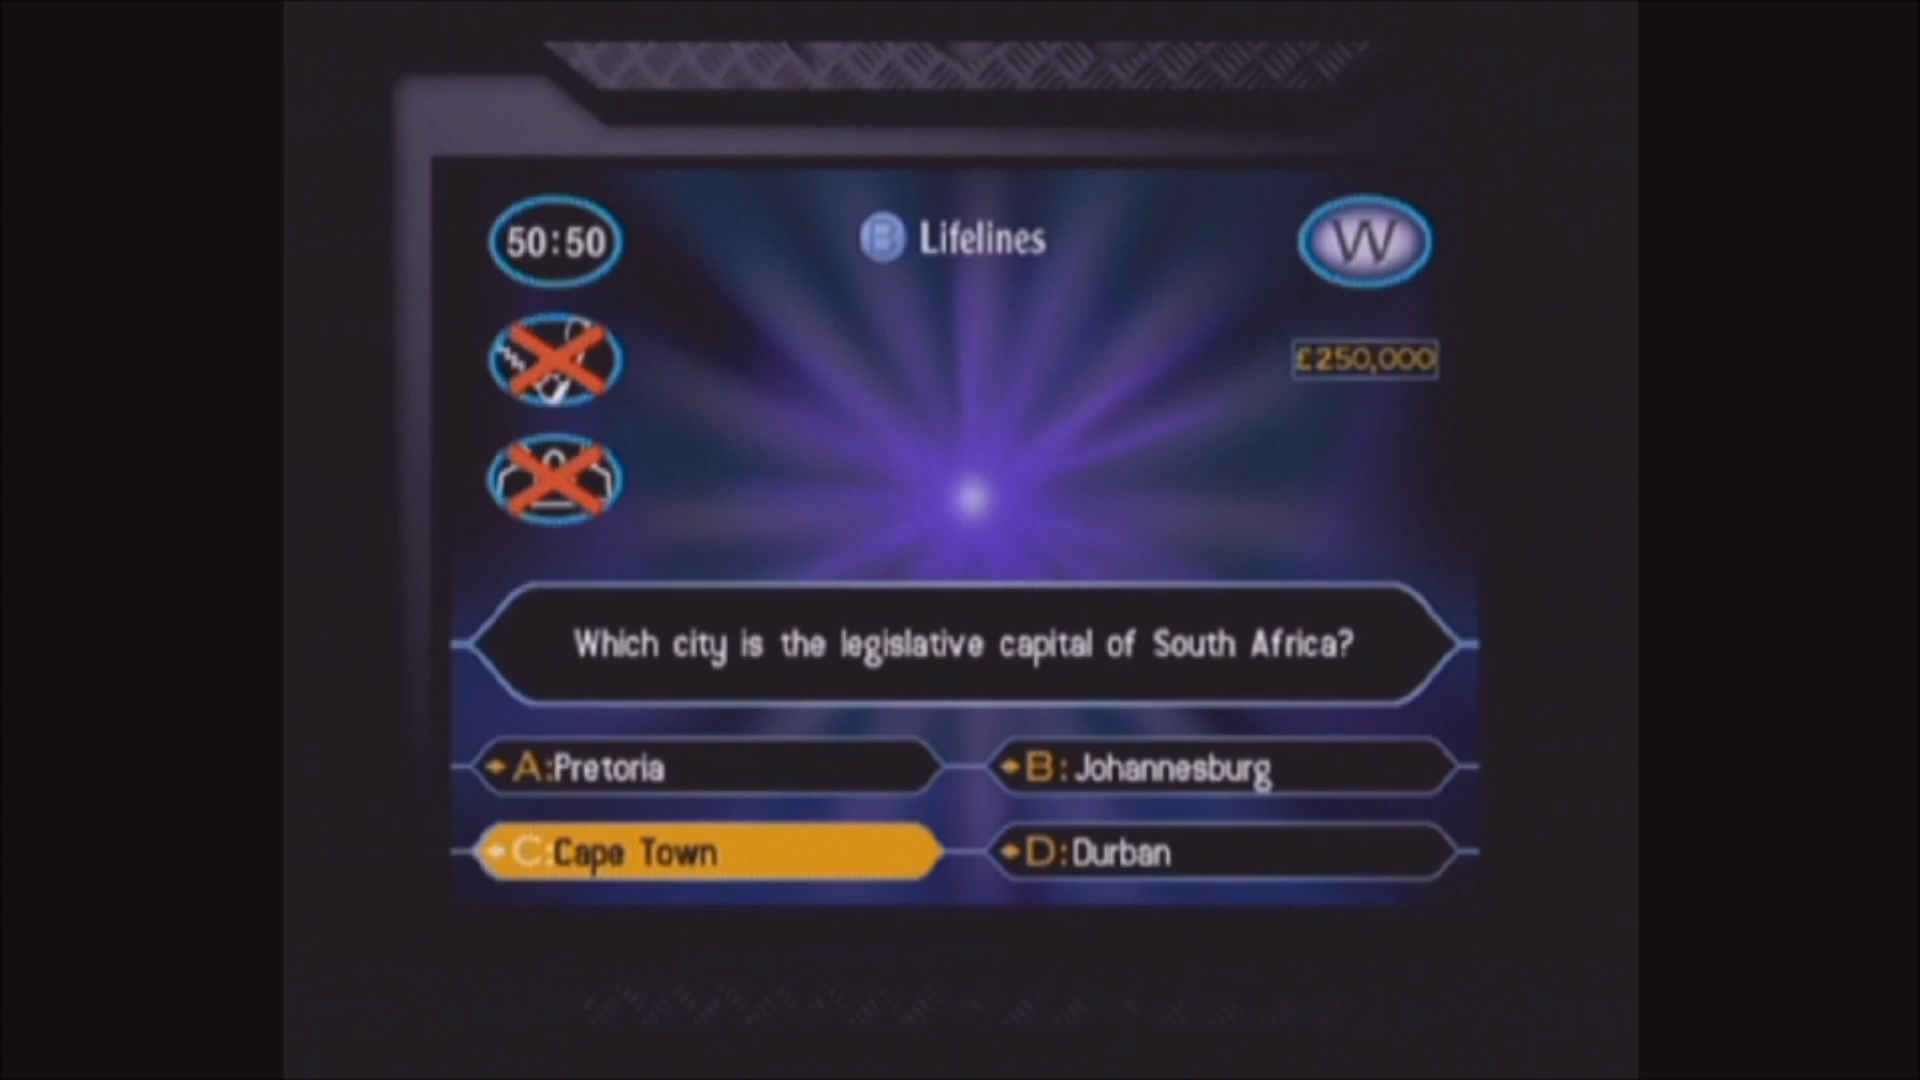 50:50
B Lifelines
W
£250,000
Which city is the legislative capital of South Africa?
A:Pretoria
B:Johannesburg
C:Cape Town
D:Durban